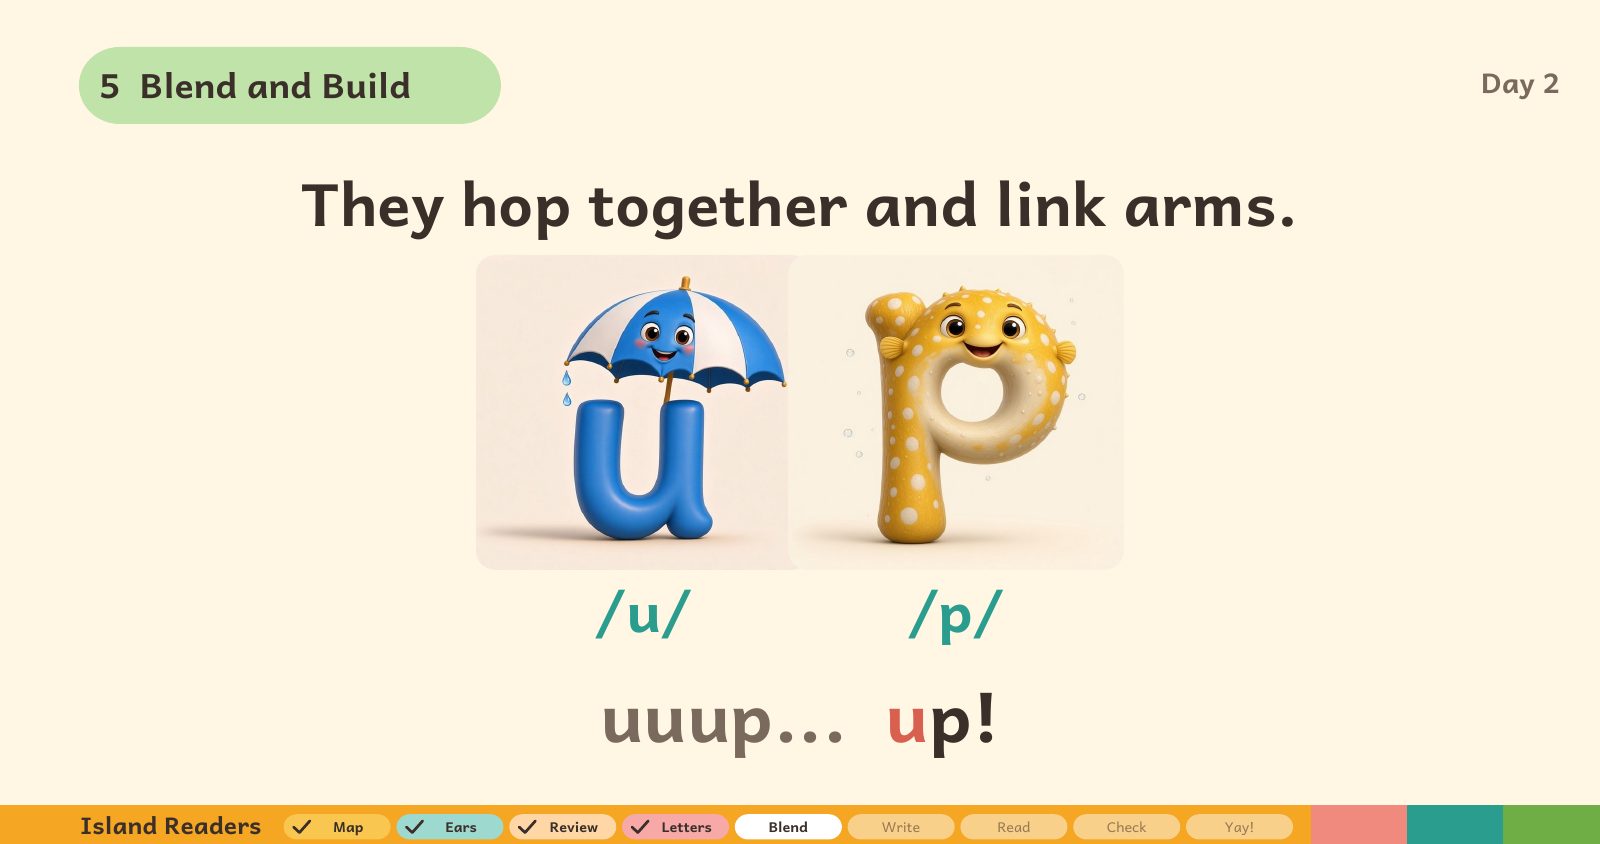 5 Blend and Build
Day 2
They hop together and link arms.
u p
/u/ /p/
uuup... up!
Island Readers ✓ Map ✓ Ears ✓ Review ✓ Letters Blend Write Read Check Yay!